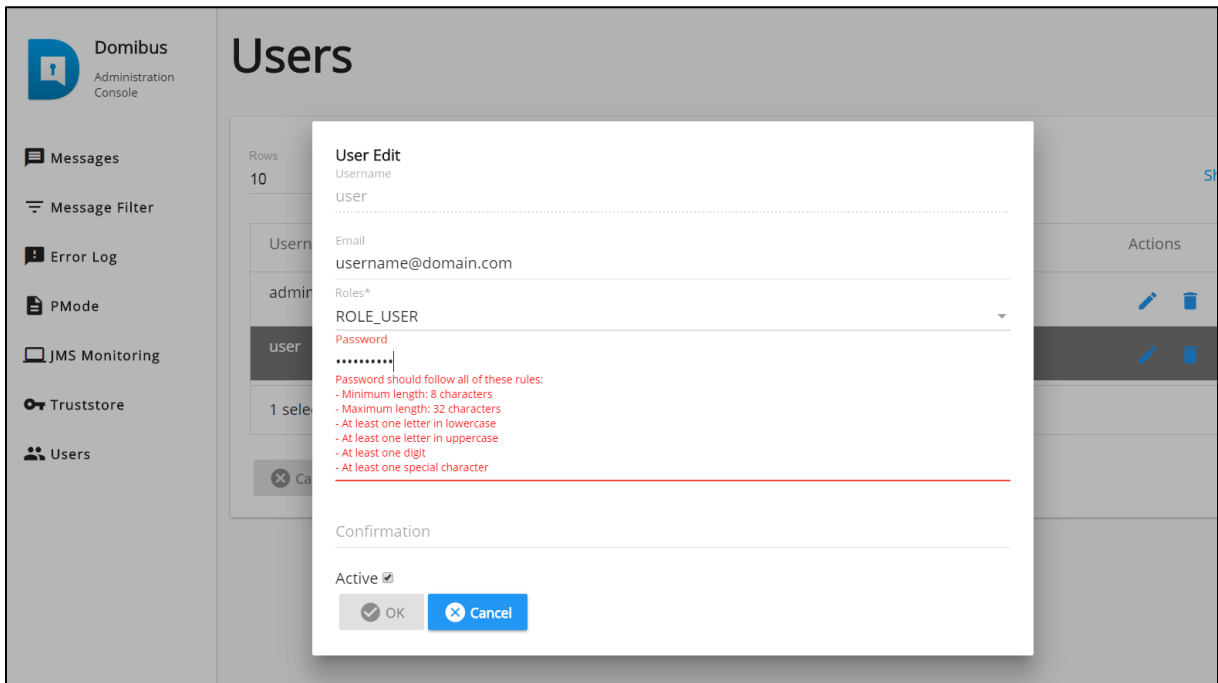 Domibus
Administration
Console
Messages
Message Filter
Error Log
PMode
JMS Monitoring
Truststore
Users
Users
Rows
10
Usern
Actions
admin
user
1 sele
Ca
Sh
User Edit
Username
user
Email
username@domain.com
Roles*
ROLE_USER
Password
••••••••••
Password should follow all of these rules:
- Minimum length: 8 characters
- Maximum length: 32 characters
- At least one letter in lowercase
- At least one letter in uppercase
- At least one digit
- At least one special character
Confirmation
Active
OK
Cancel